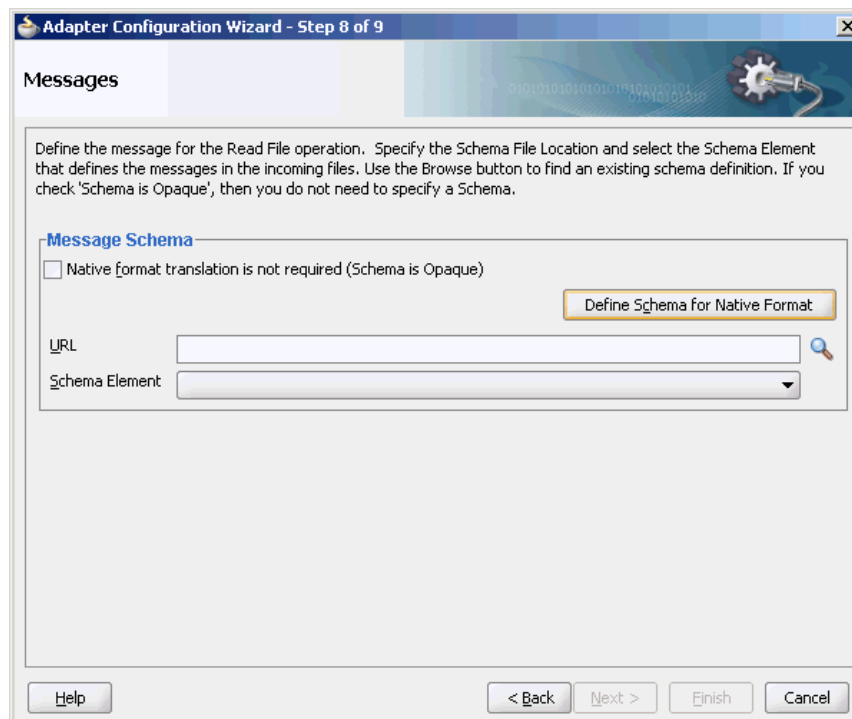 Adapter Configuration Wizard - Step 8 of 9
Messages
Define the message for the Read File operation.  Specify the Schema File Location and select the Schema Element
that defines the messages in the incoming files. Use the Browse button to find an existing schema definition. If you
check 'Schema is Opaque', then you do not need to specify a Schema.
Message Schema
Native format translation is not required (Schema is Opaque)
Define Schema for Native Format
URL
Schema Element
Help
< Back
Next >
Finish
Cancel